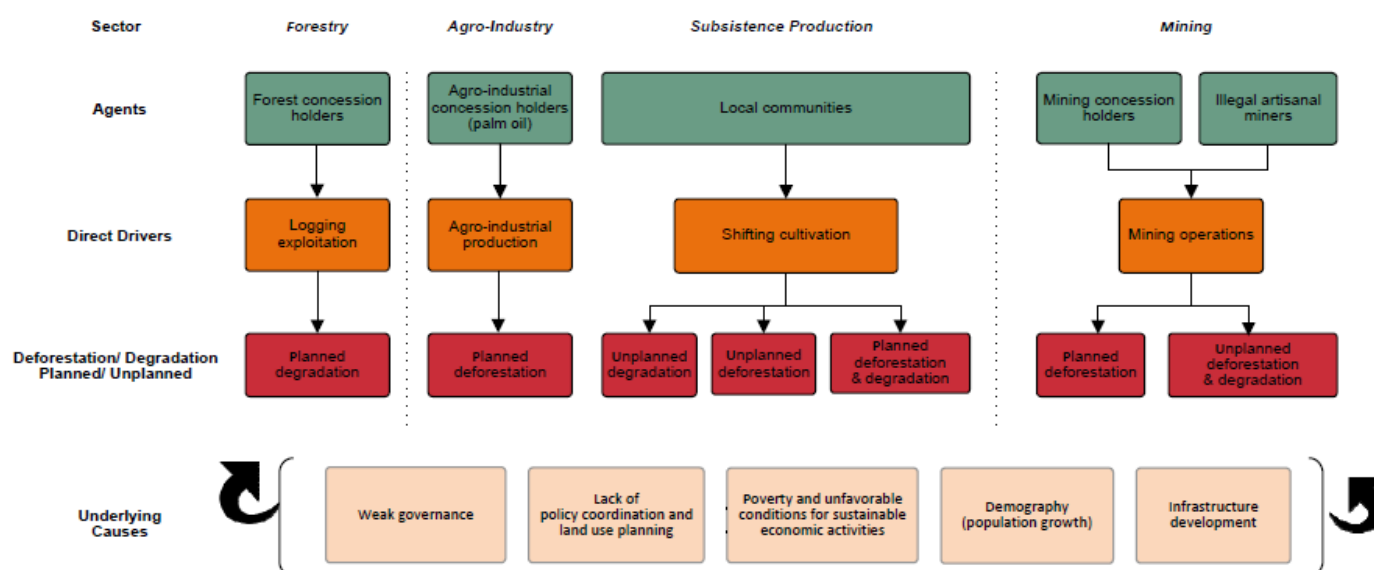 Sector
Forestry
Agro-Industry
Subsistence Production
Mining
Agents
Forest concession
holders
Agro-industrial
concession holders
(palm oil)
Local communities
Mining concession
holders
Illegal artisanal
miners
Direct Drivers
Logging
exploitation
Agro-industrial
production
Shifting cultivation
Mining operations
Deforestation/ Degradation
Planned/ Unplanned
Planned
degradation
Planned
deforestation
Unplanned
degradation
Unplanned
deforestation
Planned
deforestation
& degradation
Planned
deforestation
Unplanned
deforestation
& degradation
Underlying
Causes
Weak governance
Lack of
policy coordination and
land use planning
Poverty and unfavorable
conditions for sustainable
economic activities
Demography
(population growth)
Infrastructure
development